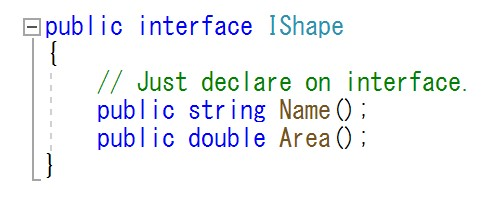 public interface IShape
{
// Just declare on interface.
public string Name();
public double Area();
}